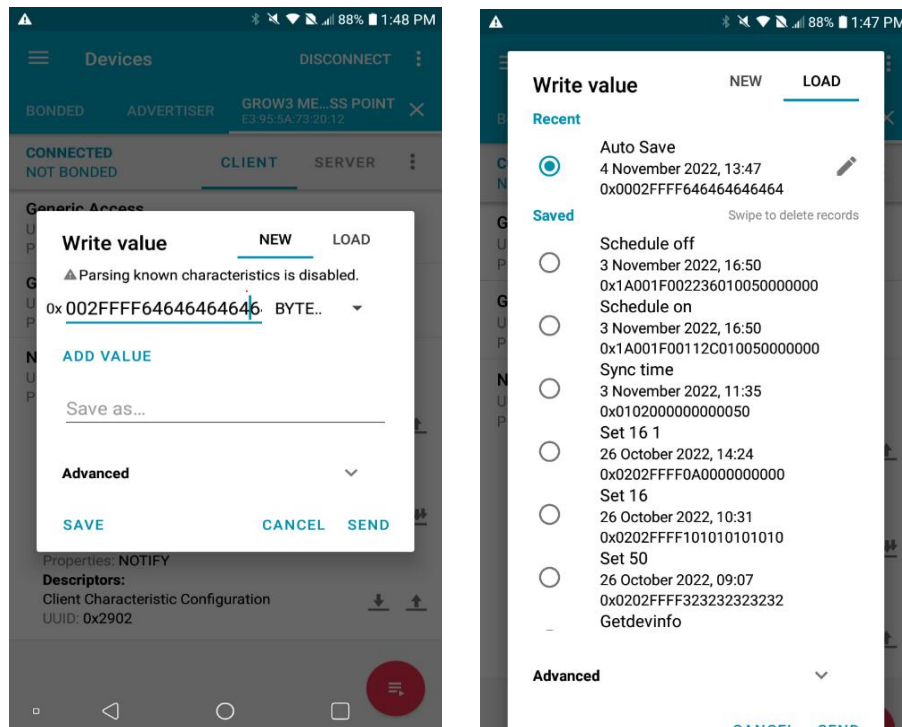 88% 1:48 PM
Devices
DISCONNECT
BONDED
ADVERTISER
GROW3 ME...SS POINT
E3:95:5A:73:20:12
CONNECTED
NOT BONDED
CLIENT
SERVER
Generic Access
Write value
NEW
LOAD
Parsing known characteristics is disabled.
0x 002FFFF64646464646 BYTE..
ADD VALUE
Save as...
Advanced
SAVE
CANCEL
SEND
Properties: NOTIFY
Descriptors:
Client Characteristic Configuration
UUID: 0x2902
88% 1:47 PM
Write value
NEW
LOAD
Recent
Auto Save
4 November 2022, 13:47
0x0002FFFF646464646464
Saved
Swipe to delete records
Schedule off
3 November 2022, 16:50
0x1A001F002236010050000000
Schedule on
3 November 2022, 16:50
0x1A001F00112C010050000000
Sync time
3 November 2022, 11:35
0x0102000000000050
Set 16 1
26 October 2022, 14:24
0x0202FFFF0A0000000000
Set 16
26 October 2022, 10:31
0x0202FFFF101010101010
Set 50
26 October 2022, 09:07
0x0202FFFF323232323232
Getdevinfo
Advanced
CANCEL
SEND